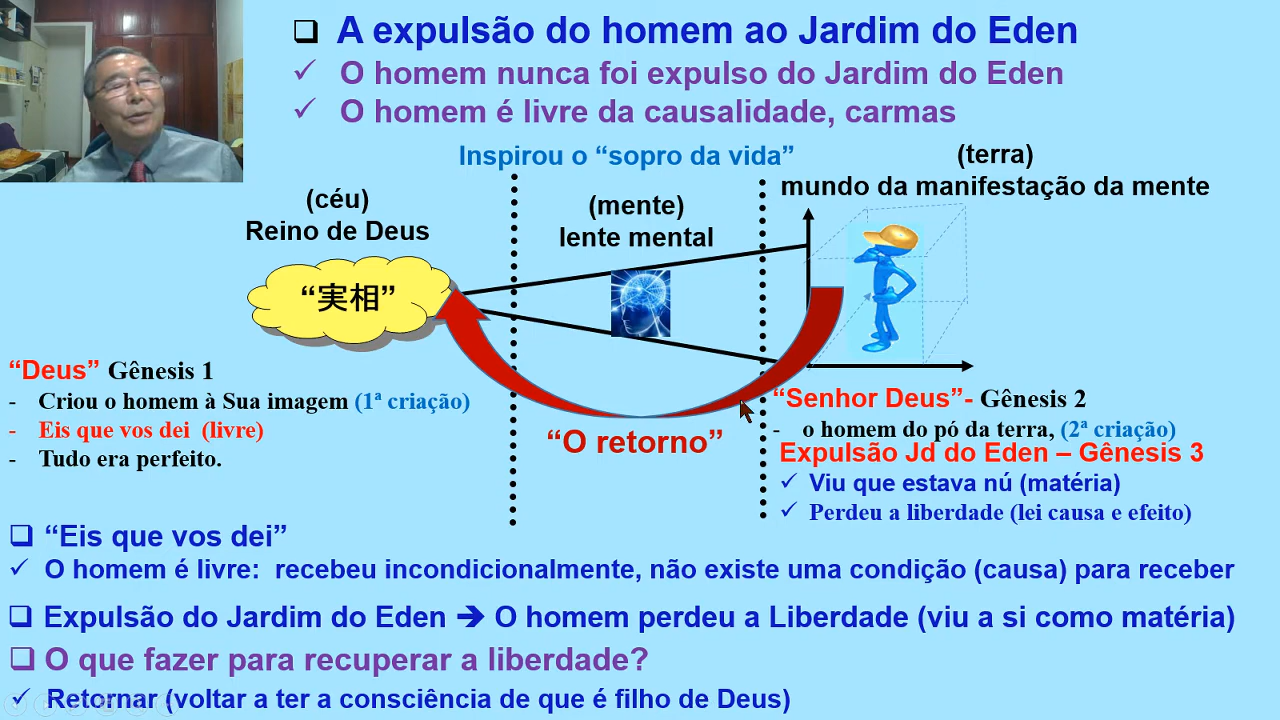 A expulsão do homem ao Jardim do Eden
O homem nunca foi expulso do Jardim do Eden
O homem é livre da causalidade, carmas
Inspirou o “sopro da vida”
(terra)
mundo da manifestação da mente
(céu)
Reino de Deus
(mente)
lente mental
“実相”
“Deus” Gênesis 1
- Criou o homem à Sua imagem (1ª criação)
- Eis que vos dei (livre)
- Tudo era perfeito.
“O retorno”
“Senhor Deus”- Gênesis 2
- o homem do pó da terra, (2ª criação)
Expulsão Jd do Eden – Gênesis 3
Viu que estava nú (matéria)
Perdeu a liberdade (lei causa e efeito)
“Eis que vos dei”
O homem é livre: recebeu incondicionalmente, não existe uma condição (causa) para receber
Expulsão do Jardim do Eden ➔ O homem perdeu a Liberdade (viu a si como matéria)
O que fazer para recuperar a liberdade?
Retornar (voltar a ter a consciência de que é filho de Deus)